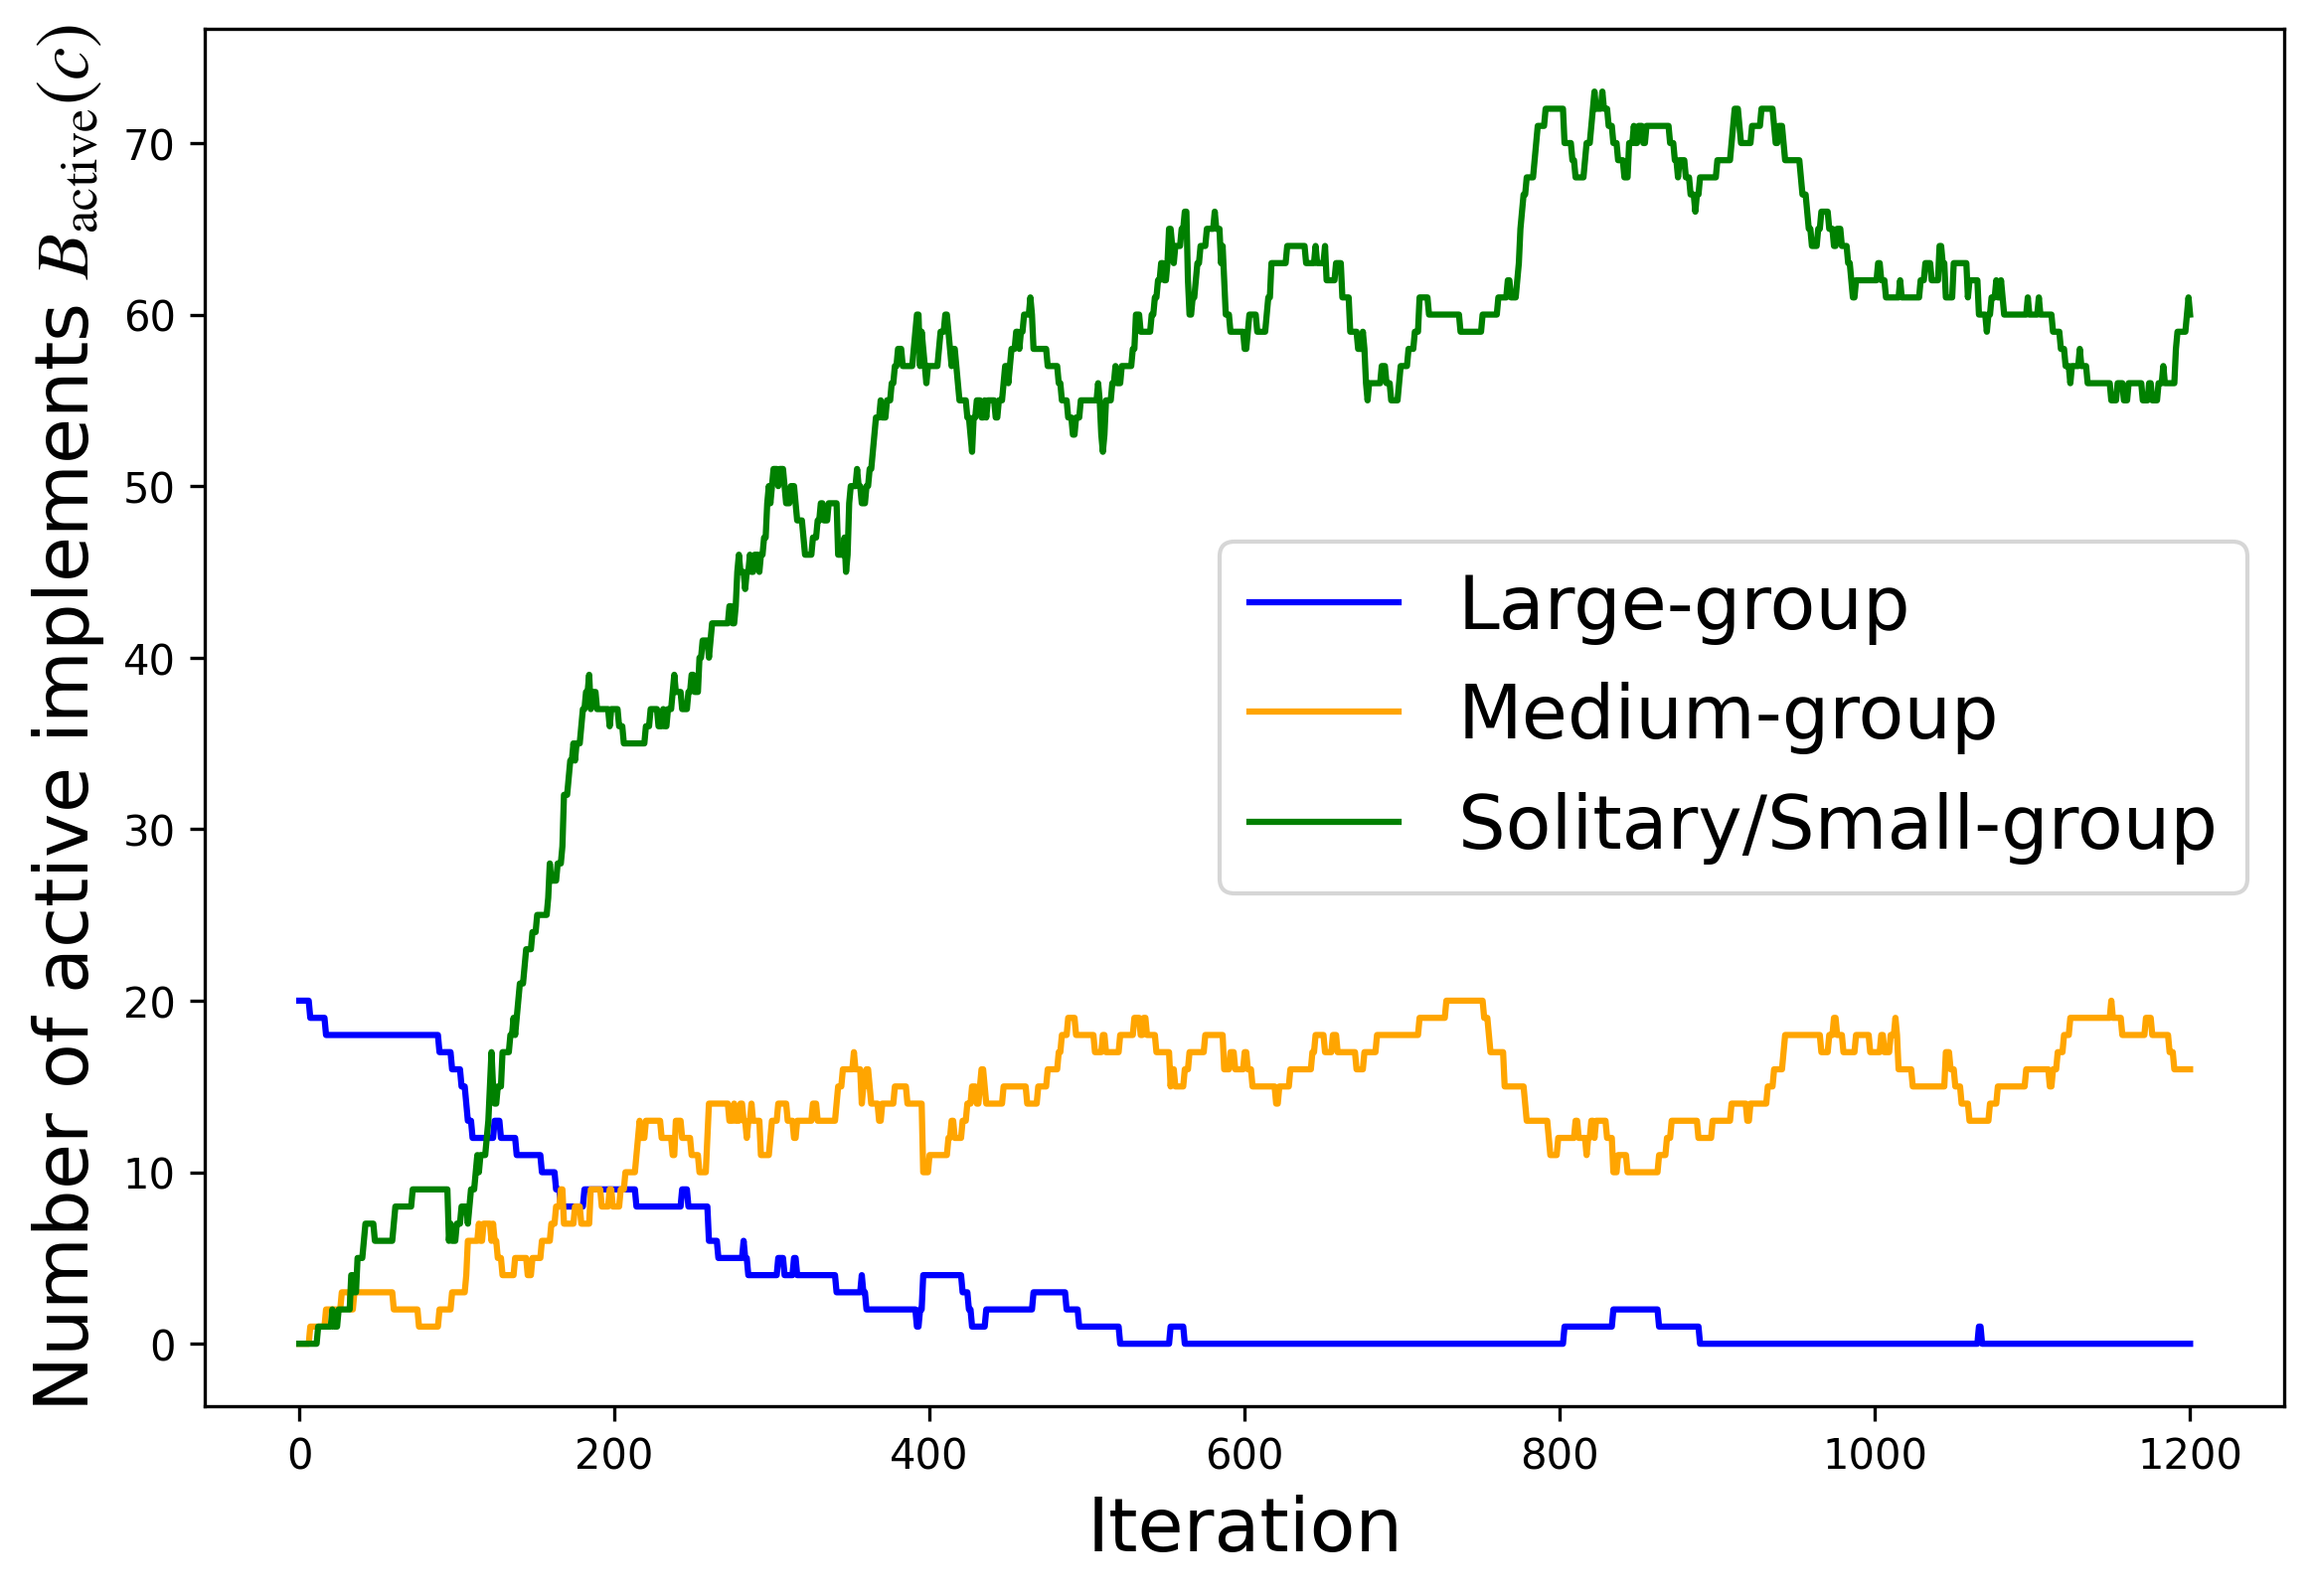 Number of active implements B_active(c)
70
60
50
40
30
20
10
0
Large-group
Medium-group
Solitary/Small-group
0 200 400 600 800 1000 1200
Iteration